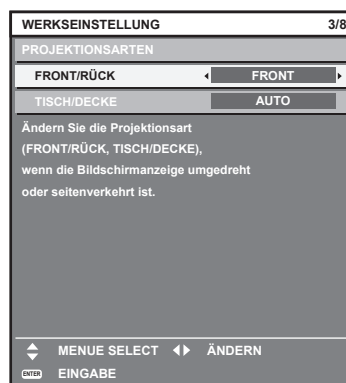 WERKSEINSTELLUNG 3/8
PROJEKTIONSARTEN
FRONT/RÜCK FRONT
TISCH/DECKE AUTO
Ändern Sie die Projektionsart
(FRONT/RÜCK, TISCH/DECKE),
wenn die Bildschirmanzeige umgedreht
oder seitenverkehrt ist.
MENUE SELECT ÄNDERN
ENTER EINGABE